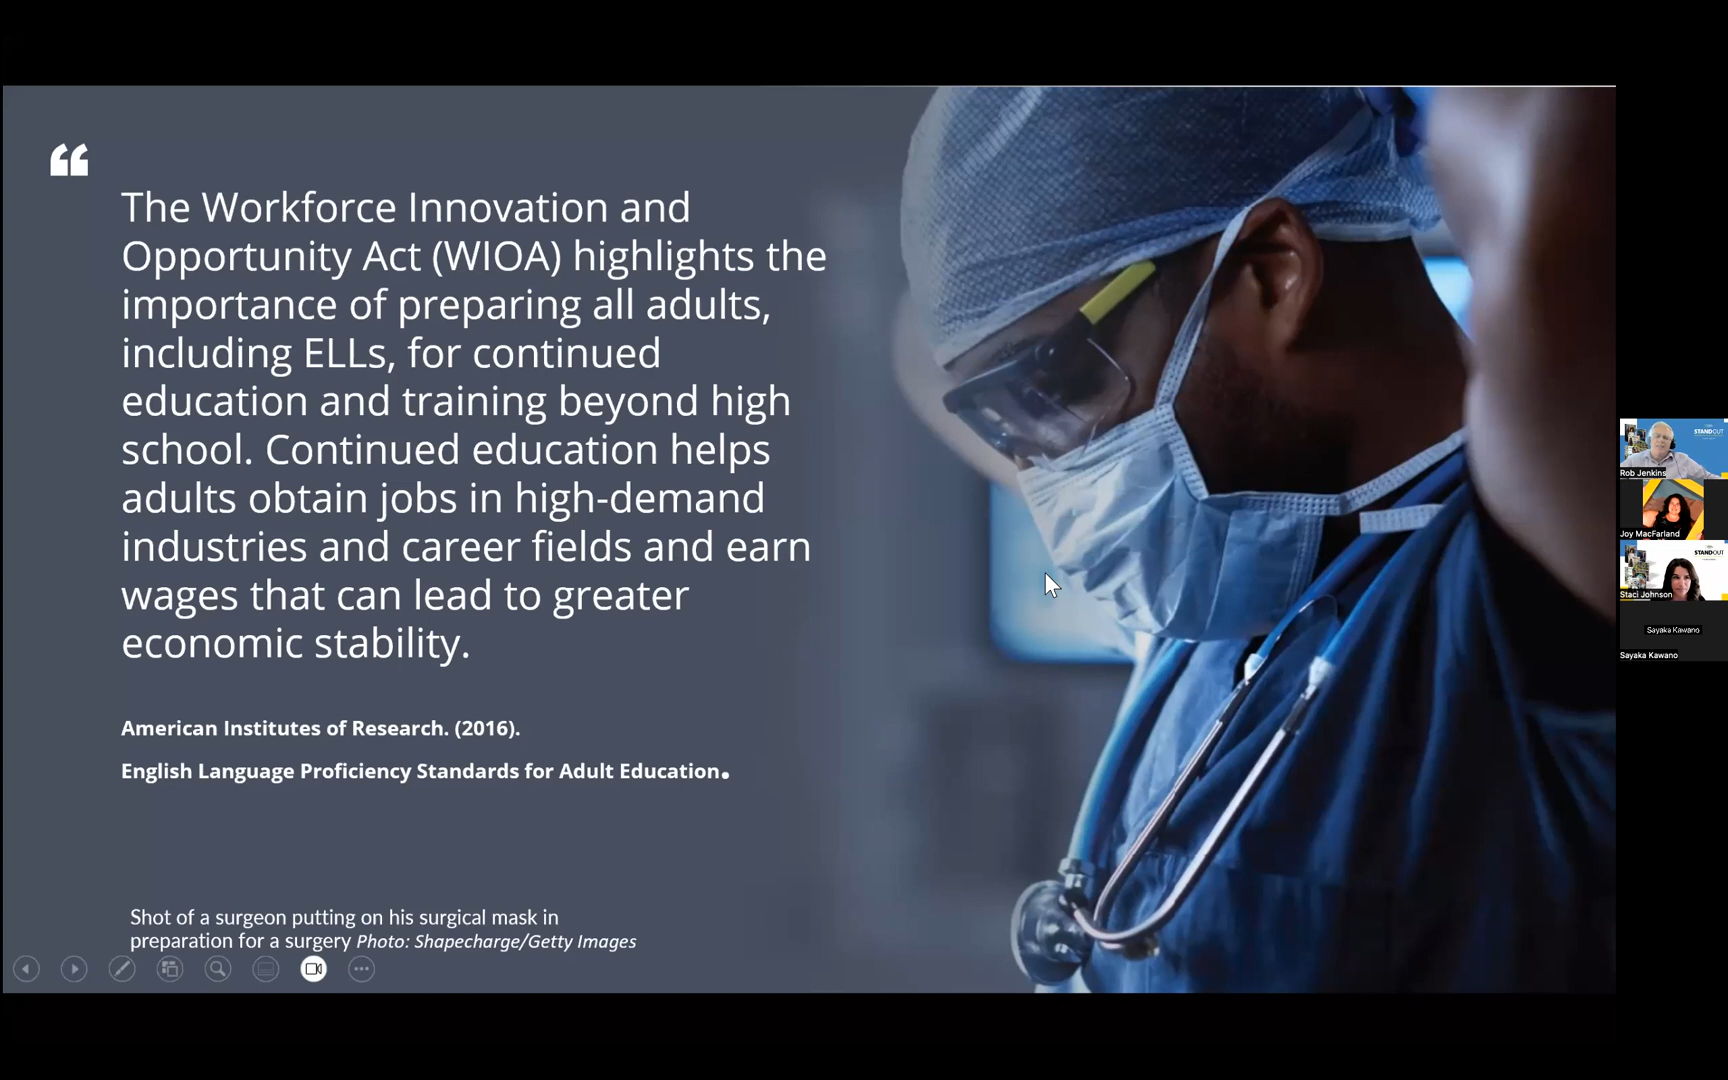 “
The Workforce Innovation and
Opportunity Act (WIOA) highlights the
importance of preparing all adults,
including ELLs, for continued
education and training beyond high
school. Continued education helps
adults obtain jobs in high-demand
industries and career fields and earn
wages that can lead to greater
economic stability.
American Institutes of Research. (2016).
English Language Proficiency Standards for Adult Education.
Shot of a surgeon putting on his surgical mask in
preparation for a surgery Photo: Shapecharge/Getty Images
STANDOUT
Rob Jenkins
Joy MacFarland
STANDOUT
Staci Johnson
Sayaka Kawano
Sayaka Kawano